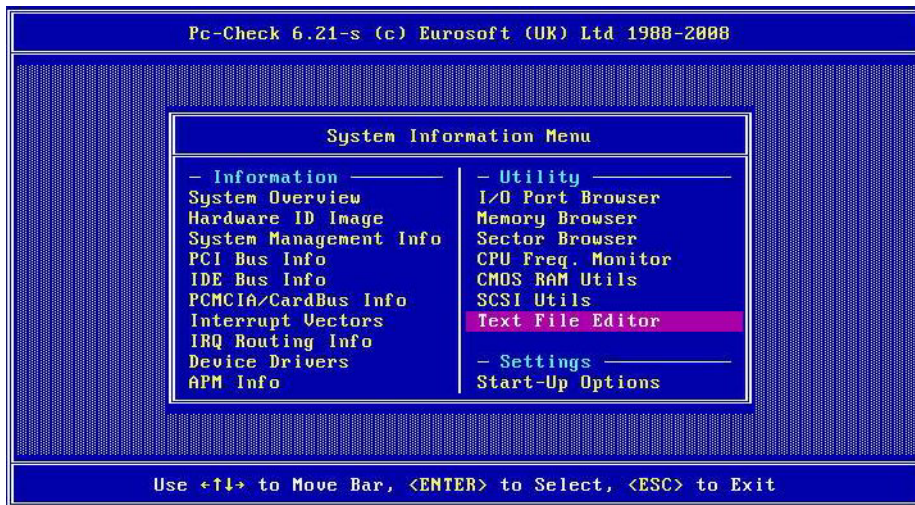 Pc-Check 6.21-s (c) Eurosoft (UK) Ltd 1988-2008
System Information Menu
— Information —
System Overview
Hardware ID Image
System Management Info
PCI Bus Info
IDE Bus Info
PCMCIA/CardBus Info
Interrupt Vectors
IRQ Routing Info
Device Drivers
APM Info
— Utility —
I/O Port Browser
Memory Browser
Sector Browser
CPU Freq. Monitor
CMOS RAM Utils
SCSI Utils
Text File Editor
— Settings —
Start-Up Options
Use ←↑↓→ to Move Bar, <ENTER> to Select, <ESC> to Exit